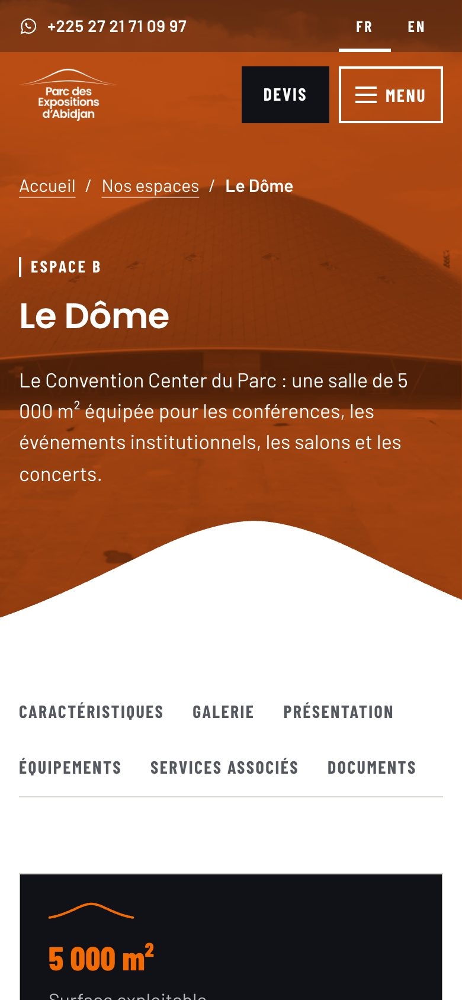 +225 27 21 71 09 97
FR EN
Parc des
Expositions
d'Abidjan
DEVIS
MENU
Accueil / Nos espaces / Le Dôme
ESPACE B
Le Dôme
Le Convention Center du Parc : une salle de 5
000 m² équipée pour les conférences, les
événements institutionnels, les salons et les
concerts.
CARACTÉRISTIQUES GALERIE PRÉSENTATION
ÉQUIPEMENTS SERVICES ASSOCIÉS DOCUMENTS
5 000 m²
Surface exploitable